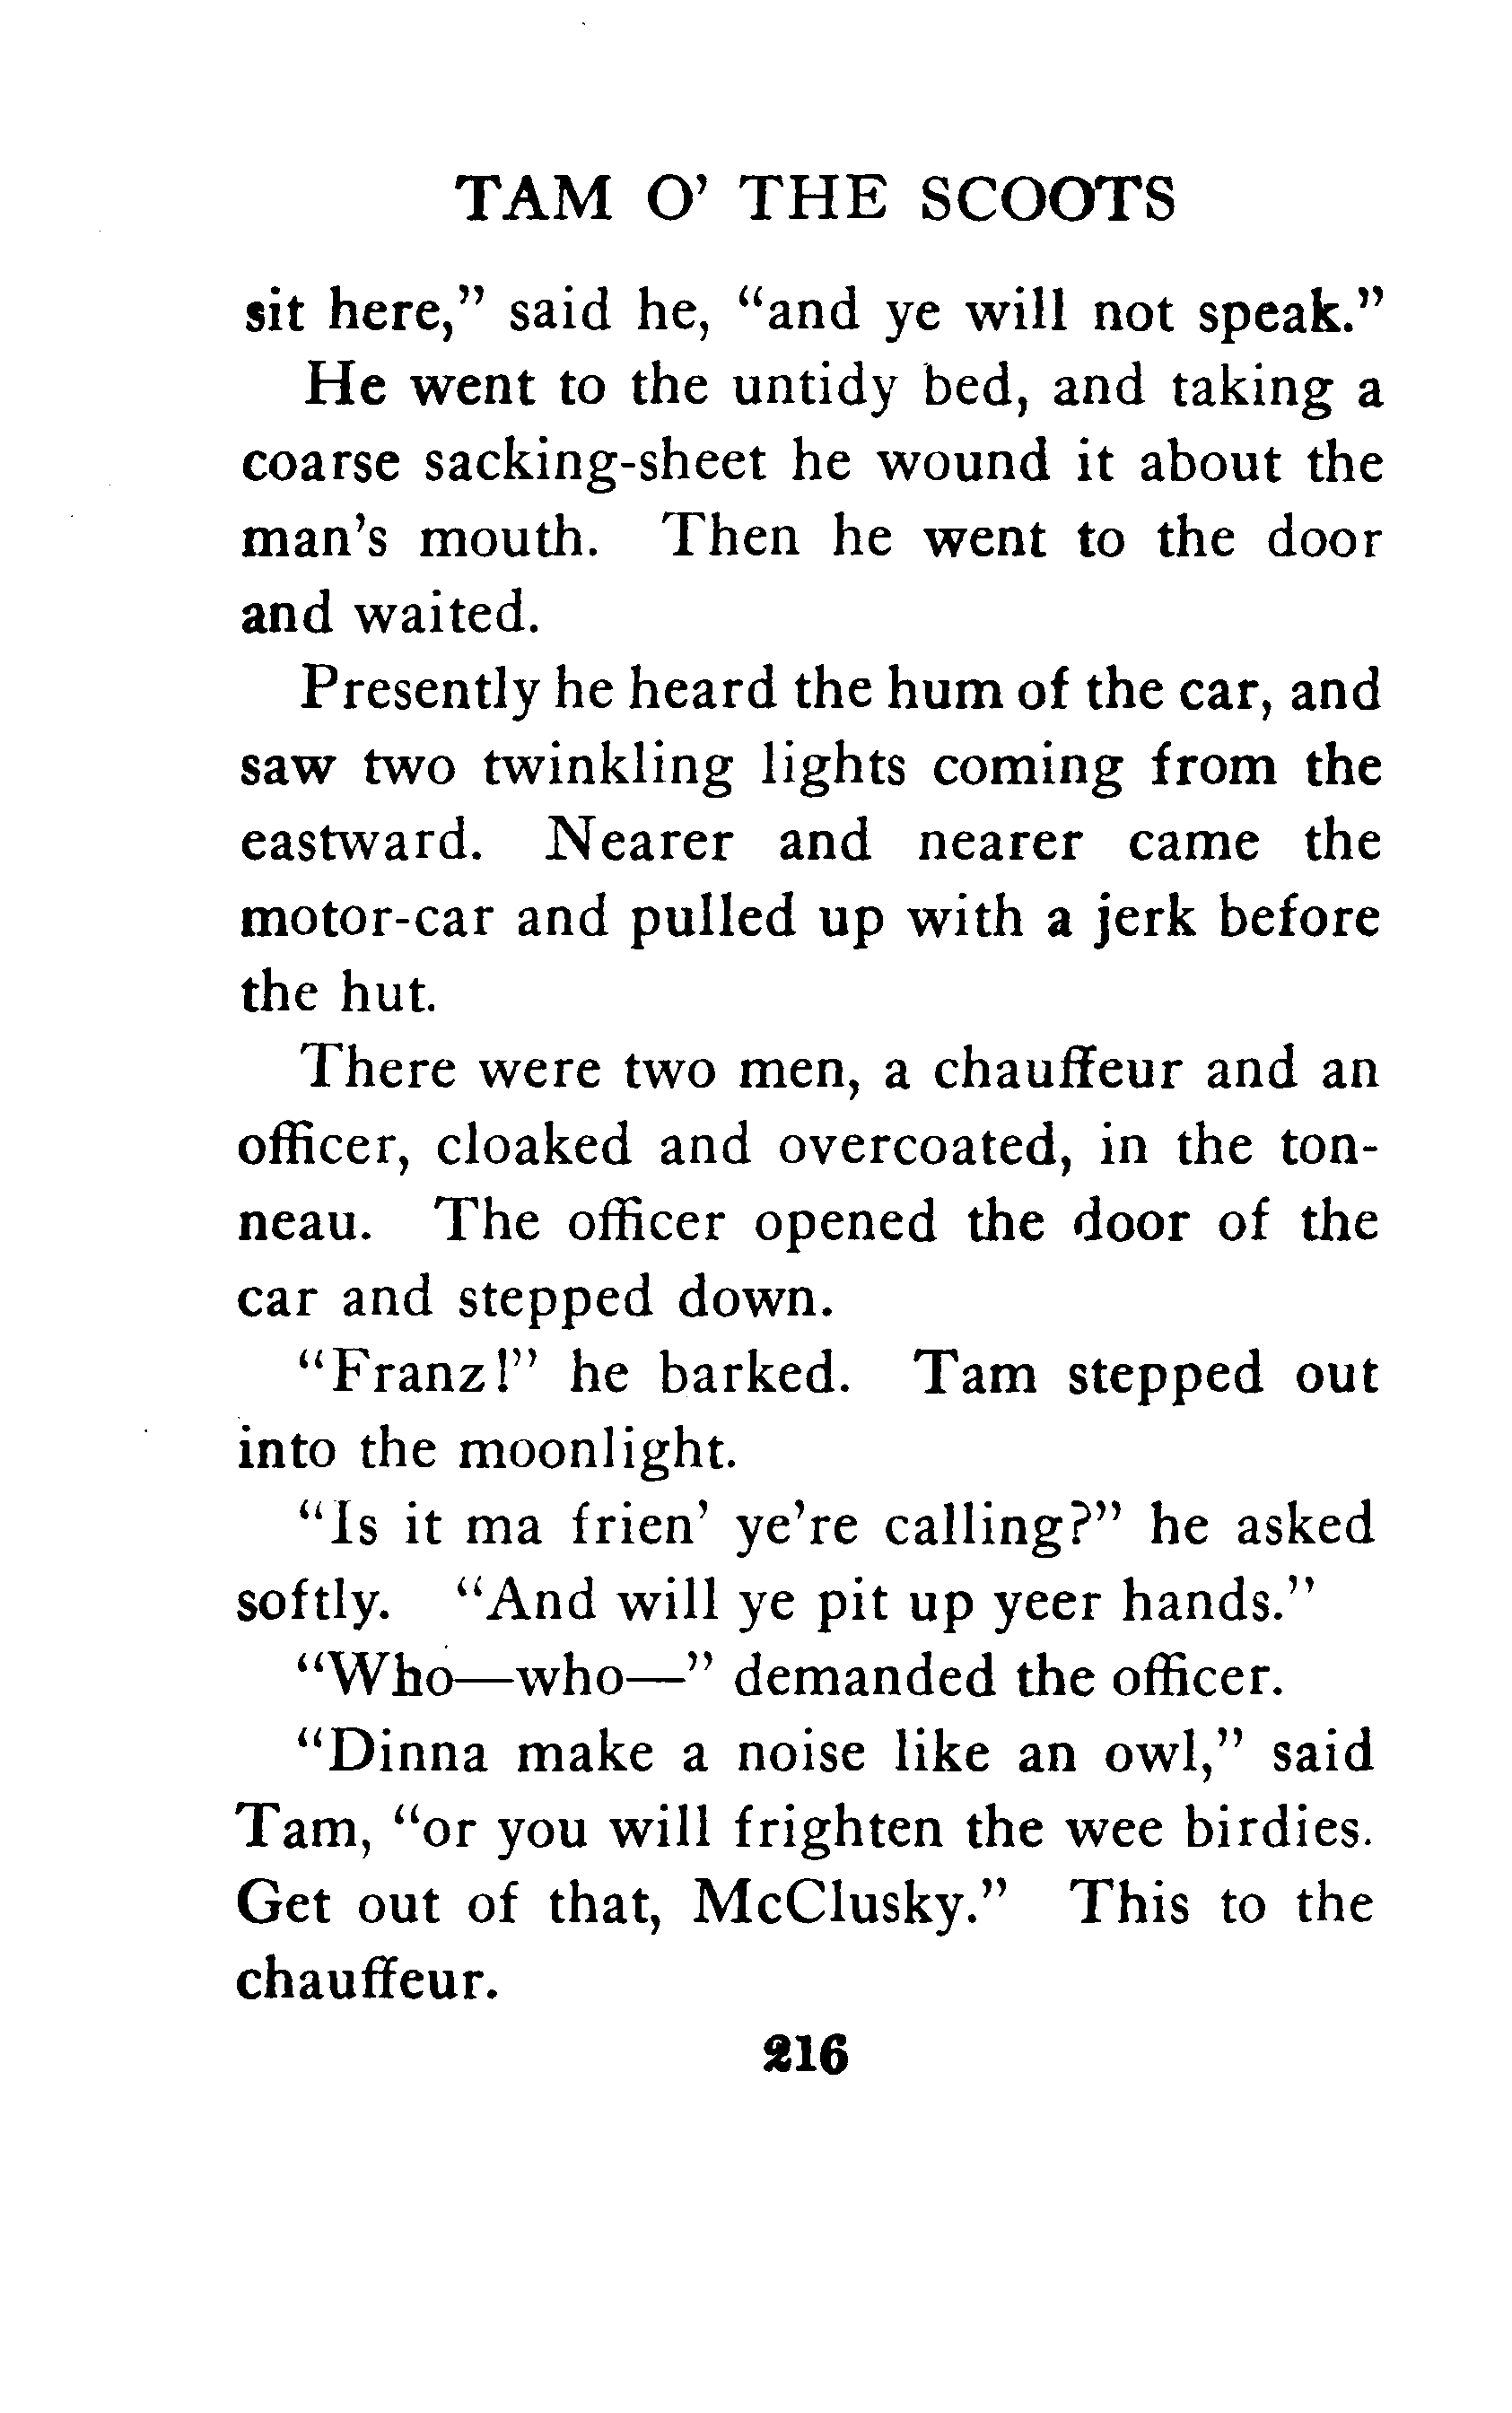 TAM O' THE SCOOTS
sit here," said he, "and ye will not speak."
He went to the untidy bed, and taking a
coarse sacking-sheet he wound it about the
man's mouth. Then he went to the door
and waited.
Presently he heard the hum of the car, and
saw two twinkling lights coming from the
eastward. Nearer and nearer came the
motor-car and pulled up with a jerk before
the hut.
There were two men, a chauffeur and an
officer, cloaked and overcoated, in the ton-
neau. The officer opened the door of the
car and stepped down.
"Franz!" he barked. Tam stepped out
into the moonlight.
"Is it ma frien' ye're calling?" he asked
softly. "And will ye pit up yeer hands."
"Who—who—" demanded the officer.
"Dinna make a noise like an owl," said
Tam, "or you will frighten the wee birdies.
Get out of that, McClusky." This to the
chauffeur.
216